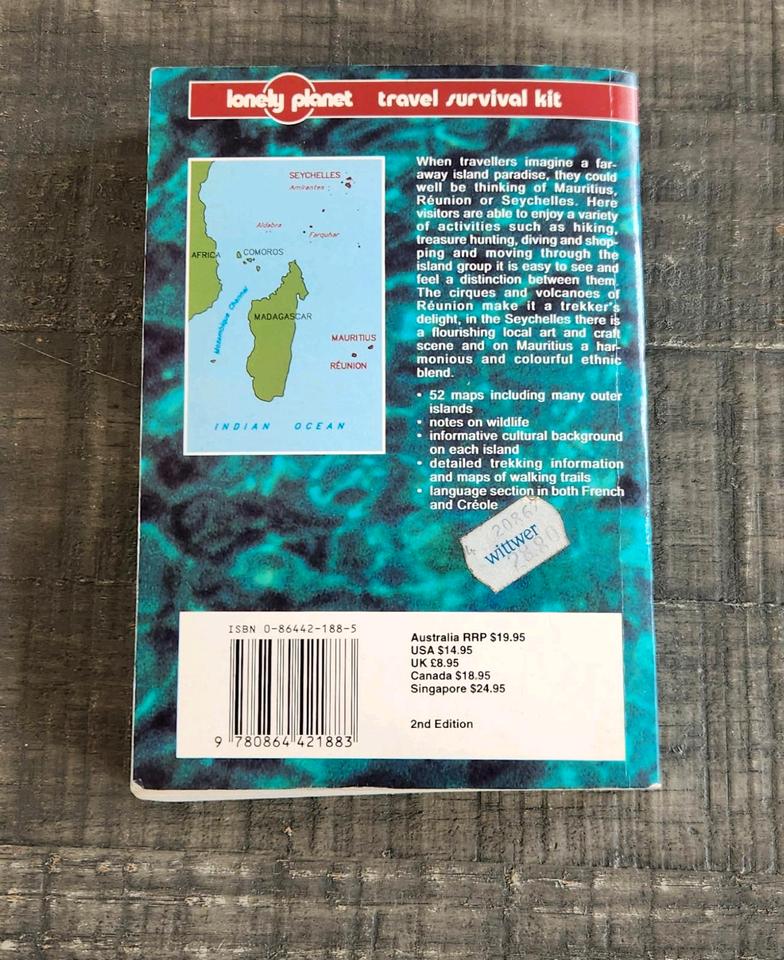 lonely planet travel survival kit
SEYCHELLES
Amirantes
Aldabra
Farquhar
AFRICA
COMOROS
Mozambique Channel
MADAGASCAR
MAURITIUS
RÉUNION
INDIAN OCEAN
When travellers imagine a far-
away island paradise, they could
well be thinking of Mauritius,
Réunion or Seychelles. Here
visitors are able to enjoy a variety
of activities such as hiking,
treasure hunting, diving and shop-
ping and moving through the
island group it is easy to see and
feel a distinction between them.
The cirques and volcanoes of
Réunion make it a trekker's
delight, in the Seychelles there is
a flourishing local art and craft
scene and on Mauritius a har-
monious and colourful ethnic
blend.
• 52 maps including many outer
islands
• notes on wildlife
• informative cultural background
on each island
• detailed trekking information
and maps of walking trails
• language section in both French
and Créole
wittwer
ISBN 0-86442-188-5
9 780864 421883
Australia RRP $19.95
USA $14.95
UK £8.95
Canada $18.95
Singapore $24.95
2nd Edition